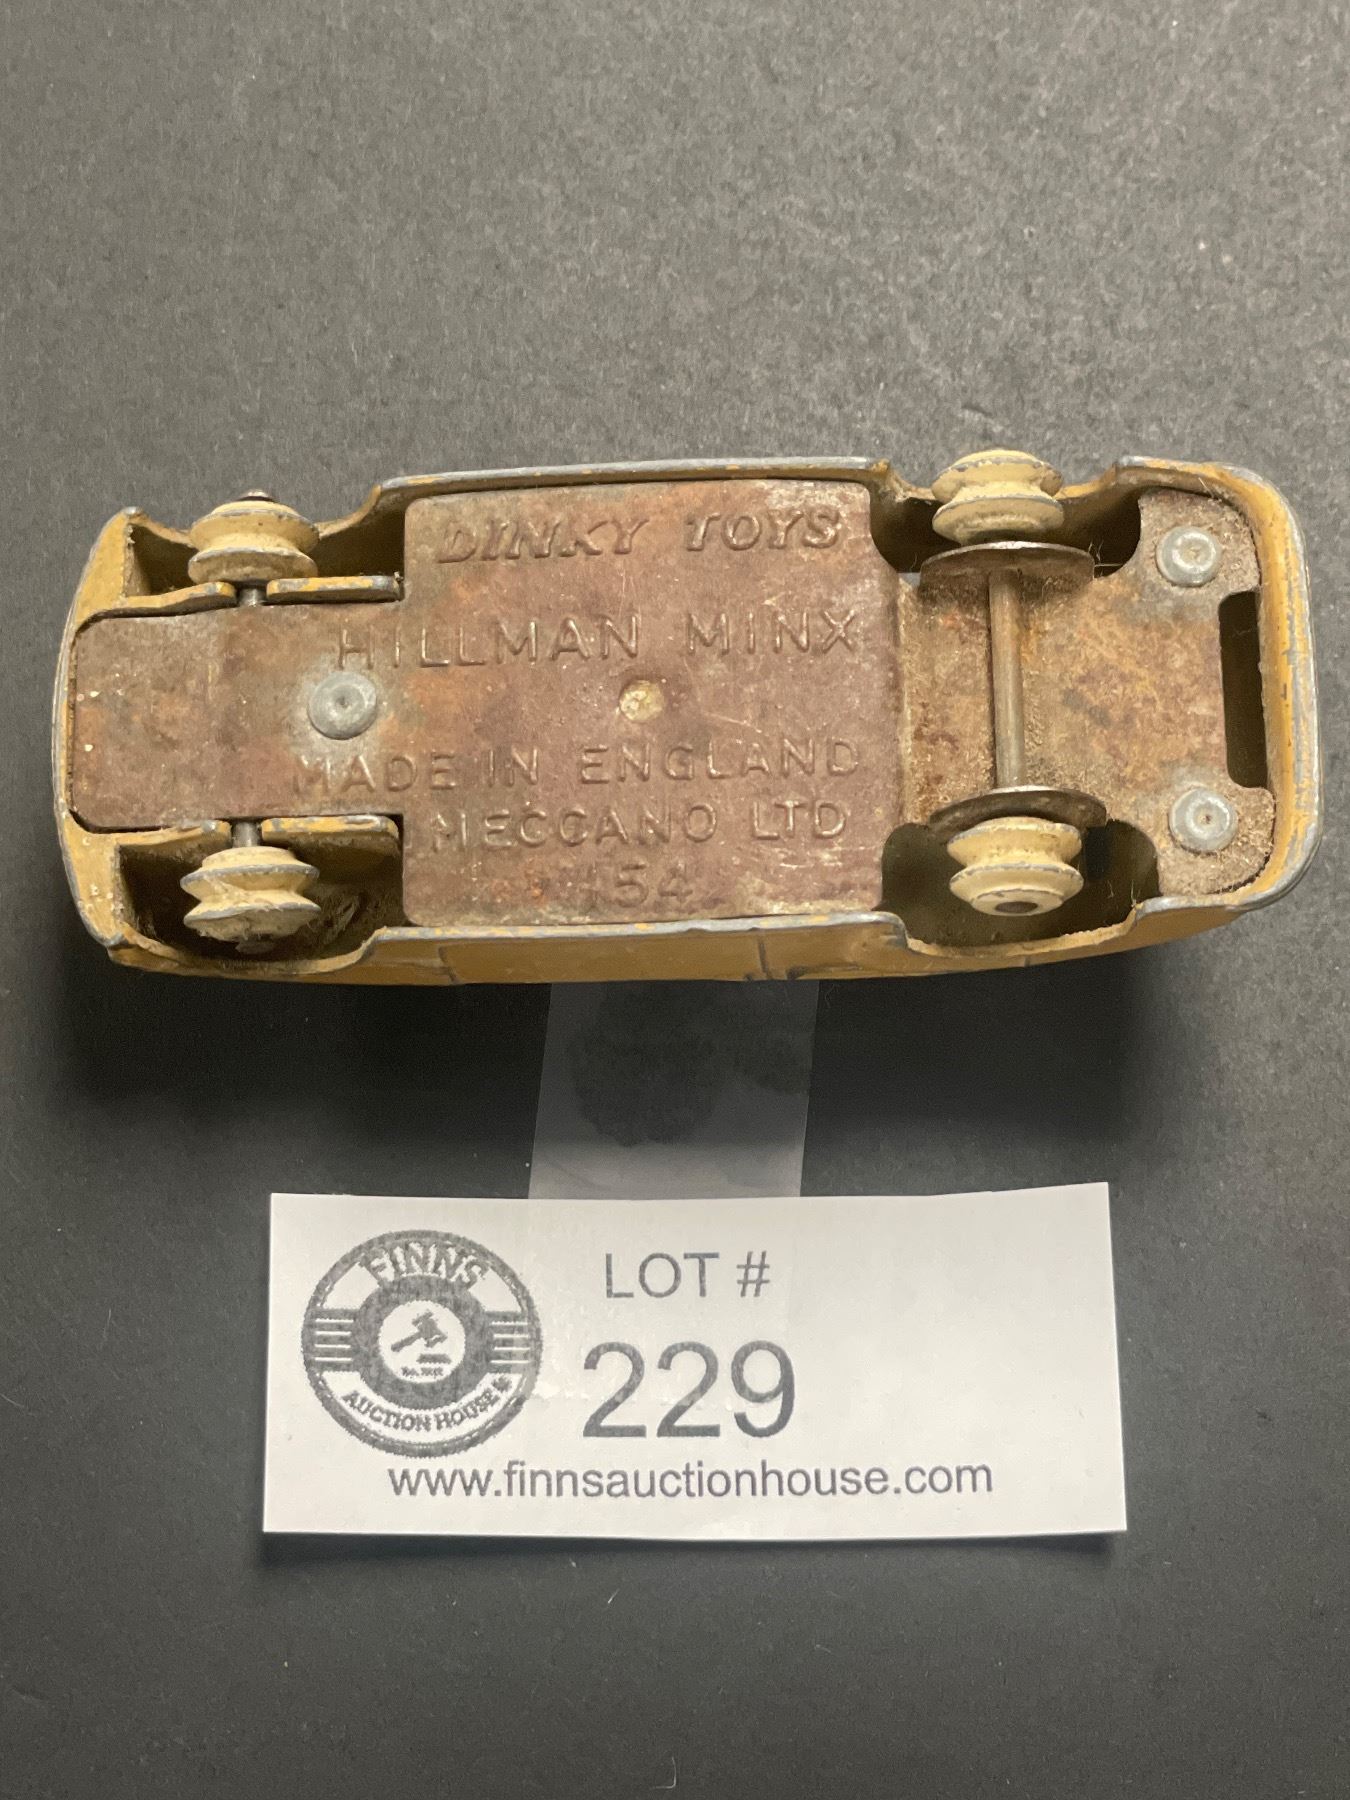 DINKY TOYS
HILLMAN MINX
MADE IN ENGLAND
MECCANO LTD
154
FINNS
AUCTION HOUSE
LOT #
229
www.finnsauctionhouse.com